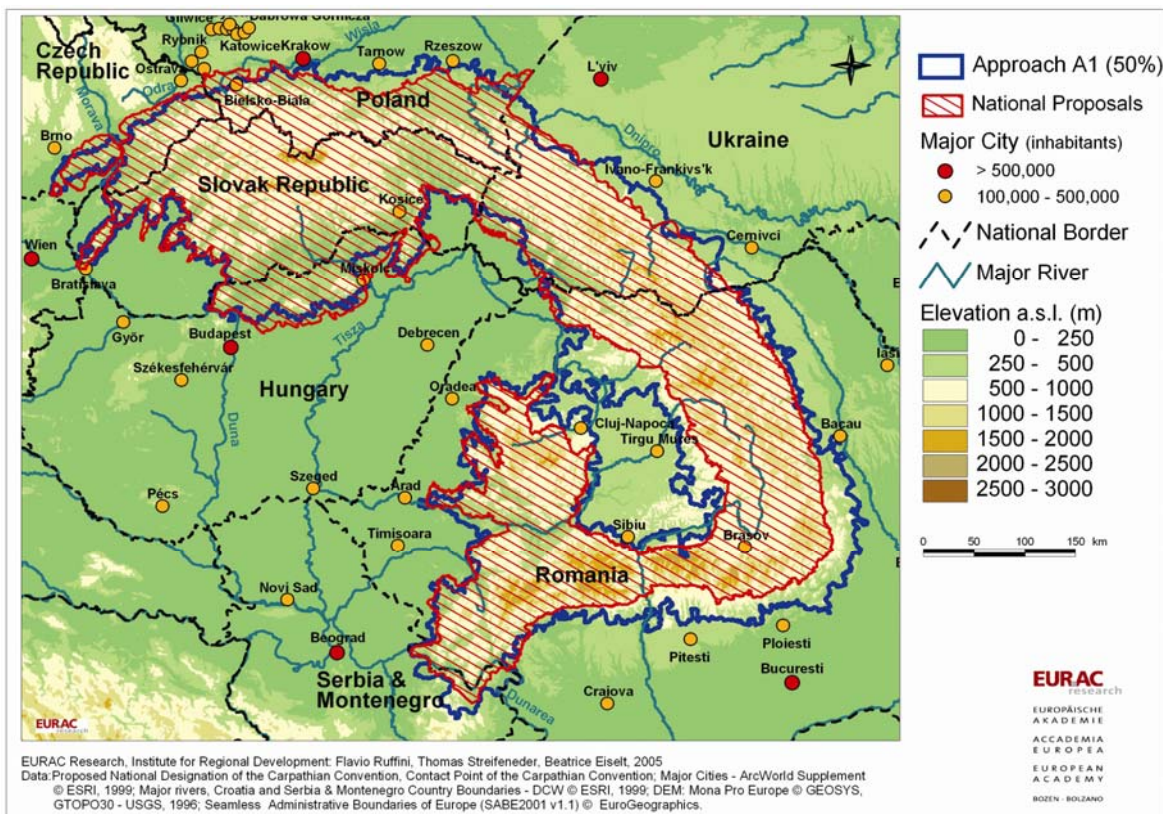 Gliwice
Dabrowa Gornicza
Rybnik
Katowice
Krakow
Wisla
Tarnow
Rzeszow
L'viv
Czech
Republic
Ostrava
Odra
Bielsko-Biala
Poland
Morava
Brno
Ukraine
Dnipro
Ivano-Frankivs'k
Slovak Republic
Kosice
Cernivci
Wien
Bratislava
Miskolc
Györ
Budapest
Tisza
Debrecen
Székesfehérvár
Hungary
Oradea
Duna
Cluj-Napoca
Tirgu Mures
Bacau
Pécs
Szeged
Arad
Timisoara
Sibiu
Brasov
Romania
Novi Sad
Beograd
Ploiesti
Pitesti
Bucuresti
Serbia &
Montenegro
Dunarea
Craiova
EURAC
research
Approach A1 (50%)
National Proposals
Major City (inhabitants)
> 500,000
100,000 - 500,000
National Border
Major River
Elevation a.s.l. (m)
0 - 250
250 - 500
500 - 1000
1000 - 1500
1500 - 2000
2000 - 2500
2500 - 3000
0 50 100 150 km
EURAC
research
EUROPÄISCHE
AKADEMIE
ACCADEMIA
EUROPEA
EUROPEAN
ACADEMY
BOZEN - BOLZANO
EURAC Research, Institute for Regional Development: Flavio Ruffini, Thomas Streifeneder, Beatrice Eiselt, 2005
Data:Proposed National Designation of the Carpathian Convention, Contact Point of the Carpathian Convention; Major Cities - ArcWorld Supplement
© ESRI, 1999; Major rivers, Croatia and Serbia & Montenegro Country Boundaries - DCW © ESRI, 1999; DEM: Mona Pro Europe © GEOSYS,
GTOPO30 - USGS, 1996; Seamless Administrative Boundaries of Europe (SABE2001 v1.1) © EuroGeographics.